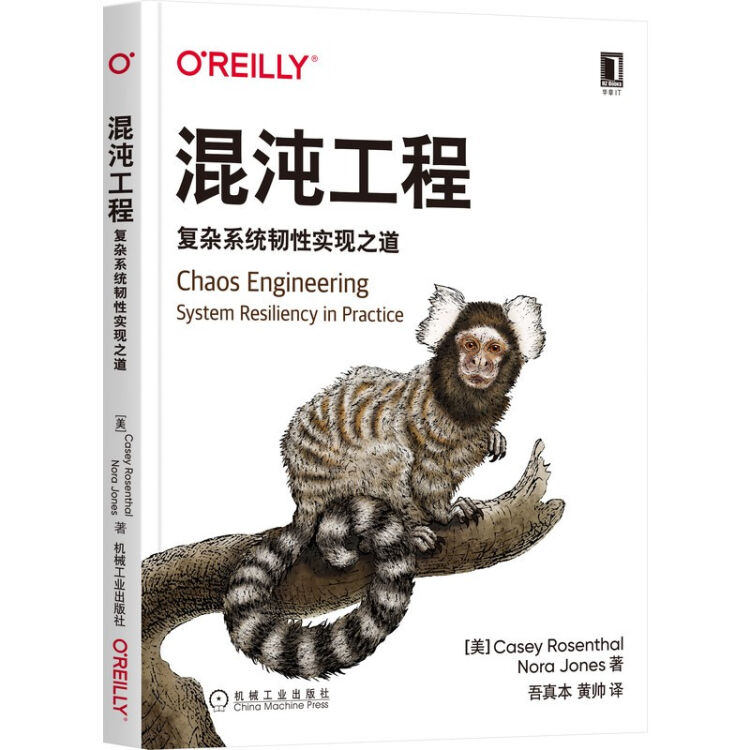 O'REILLY®
华章IT
混沌工程
复杂系统韧性实现之道
Chaos Engineering
System Resiliency in Practice
[美] Casey Rosenthal
Nora Jones 著
吾真本 黄帅 译
机械工业出版社
China Machine Press
混沌工程
复杂系统韧性实现之道
[美] Casey Rosenthal
Nora Jones 著
机械工业出版社
O'REILLY®